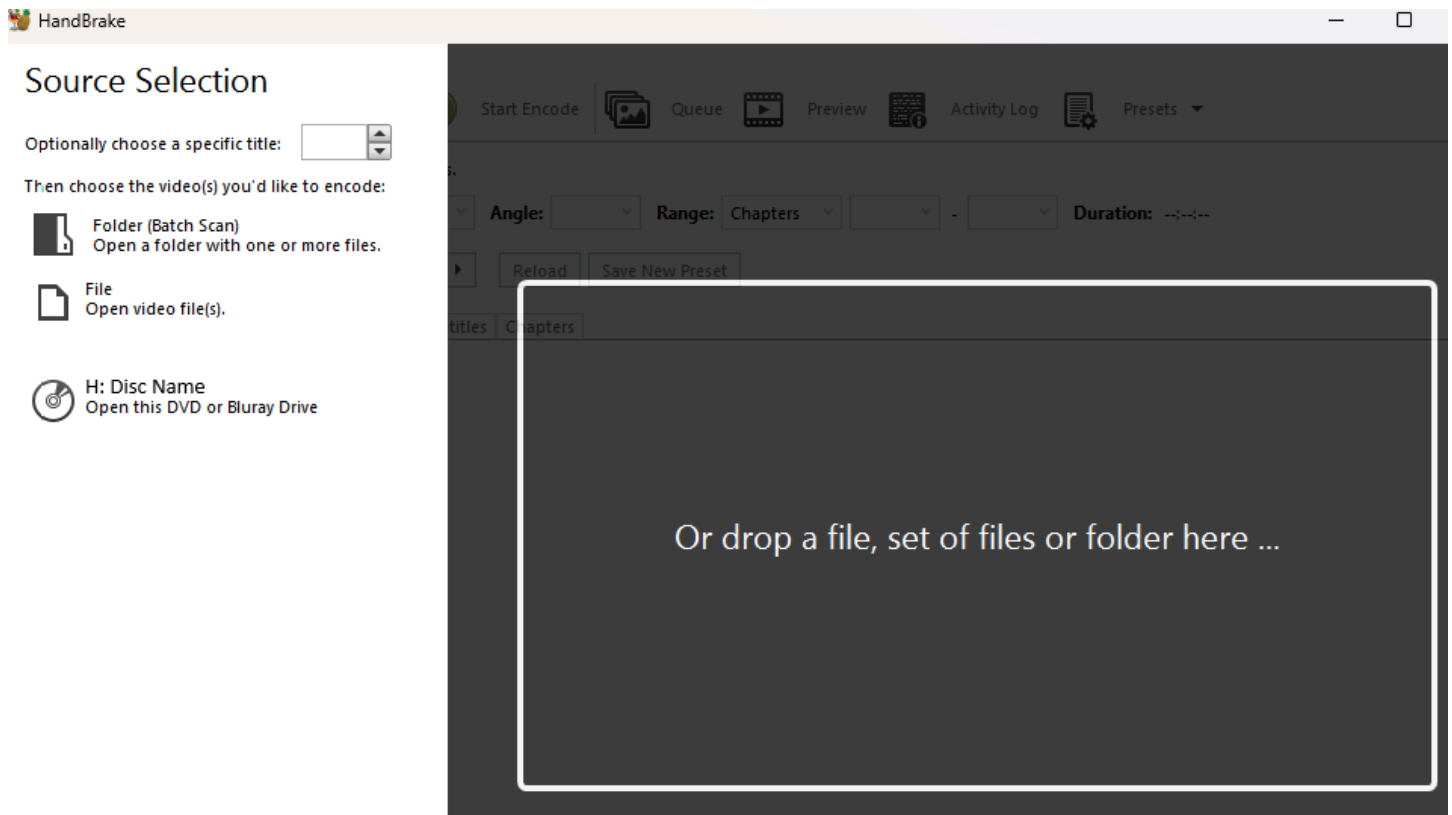 HandBrake
Source Selection
Optionally choose a specific title:
Then choose the video(s) you'd like to encode:
Folder (Batch Scan)
Open a folder with one or more files.
File
Open video file(s).
H: Disc Name
Open this DVD or Bluray Drive
Start Encode Queue Preview Activity Log Presets
s.
Angle: Range: Chapters - Duration: --:--:--
Reload Save New Preset
titles Chapters
Or drop a file, set of files or folder here ...